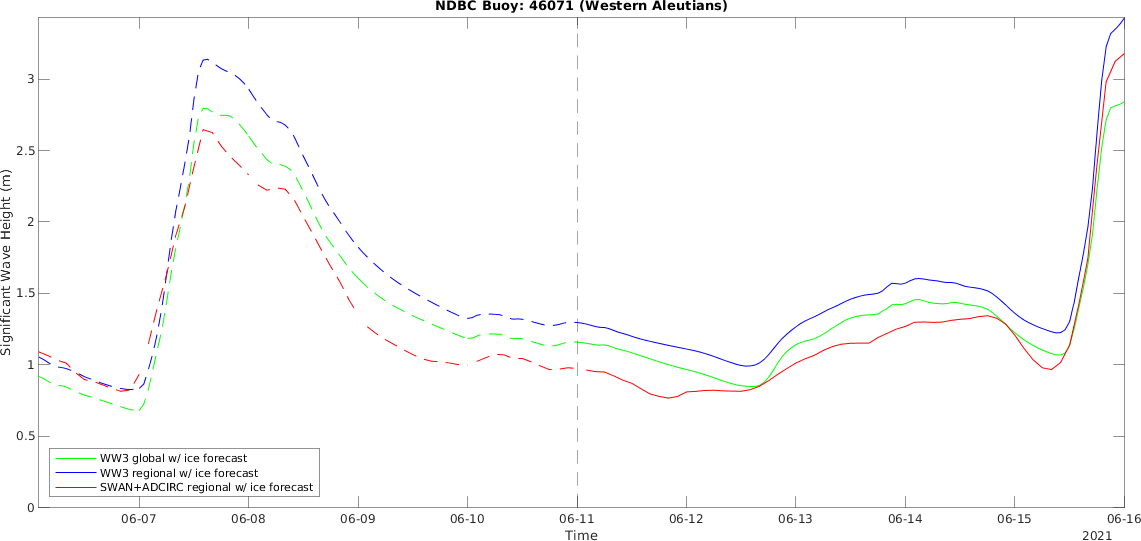 NDBC Buoy: 46071 (Western Aleutians)
3
2.5
2
1.5
1
0.5
0
Significant Wave Height (m)
WW3 global w/ ice forecast
WW3 regional w/ ice forecast
SWAN+ADCIRC regional w/ ice forecast
06-07 06-08 06-09 06-10 06-11 06-12 06-13 06-14 06-15 06-16
Time
2021